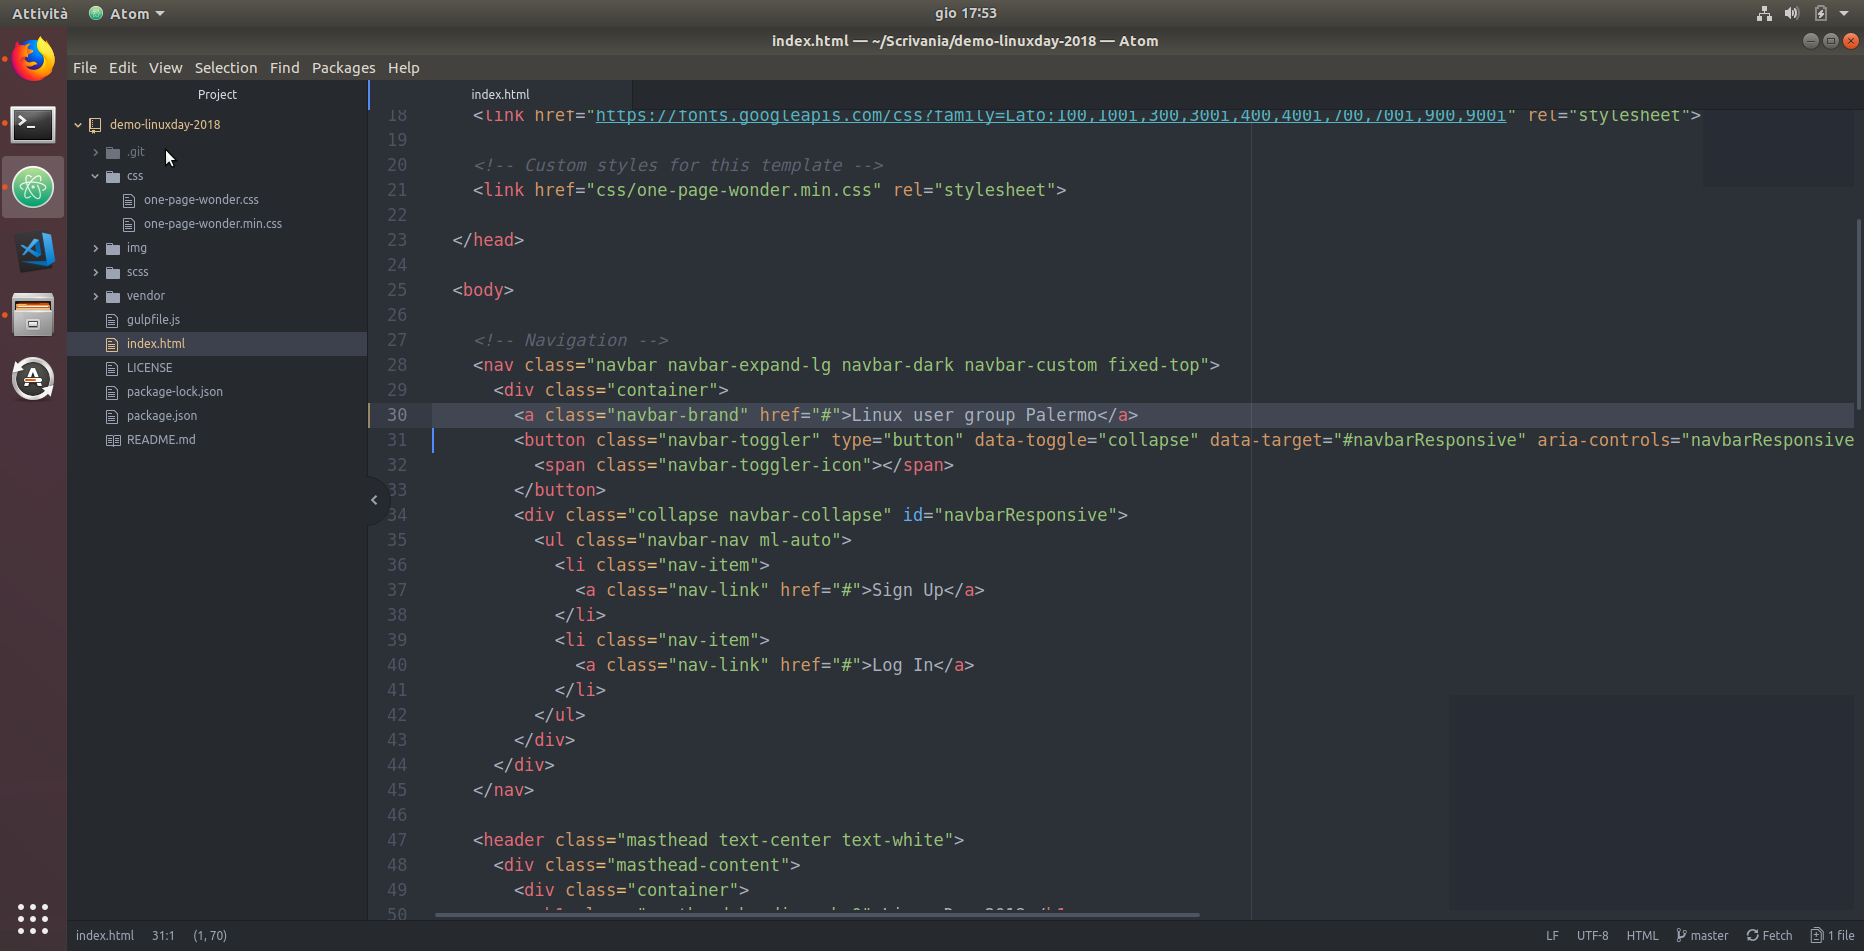 Attività
Atom
gio 17:53
index.html — ~/Scrivania/demo-linuxday-2018 — Atom
File Edit View Selection Find Packages Help
Project
demo-linuxday-2018
.git
css
one-page-wonder.css
one-page-wonder.min.css
img
scss
vendor
gulpfile.js
index.html
LICENSE
package-lock.json
package.json
README.md
index.html
18 <link href="https://fonts.googleapis.com/css?family=Lato:100,100i,300,300i,400,400i,700,700i,900,900i" rel="stylesheet">
19
20 <!-- Custom styles for this template -->
21 <link href="css/one-page-wonder.min.css" rel="stylesheet">
22
23 </head>
24
25 <body>
26
27 <!-- Navigation -->
28 <nav class="navbar navbar-expand-lg navbar-dark navbar-custom fixed-top">
29 <div class="container">
30 <a class="navbar-brand" href="#">Linux user group Palermo</a>
31 <button class="navbar-toggler" type="button" data-toggle="collapse" data-target="#navbarResponsive" aria-controls="navbarResponsive
32 <span class="navbar-toggler-icon"></span>
33 </button>
34 <div class="collapse navbar-collapse" id="navbarResponsive">
35 <ul class="navbar-nav ml-auto">
36 <li class="nav-item">
37 <a class="nav-link" href="#">Sign Up</a>
38 </li>
39 <li class="nav-item">
40 <a class="nav-link" href="#">Log In</a>
41 </li>
42 </ul>
43 </div>
44 </div>
45 </nav>
46
47 <header class="masthead text-center text-white">
48 <div class="masthead-content">
49 <div class="container">
50
index.html 31:1 (1, 70)
LF UTF-8 HTML master Fetch 1 file